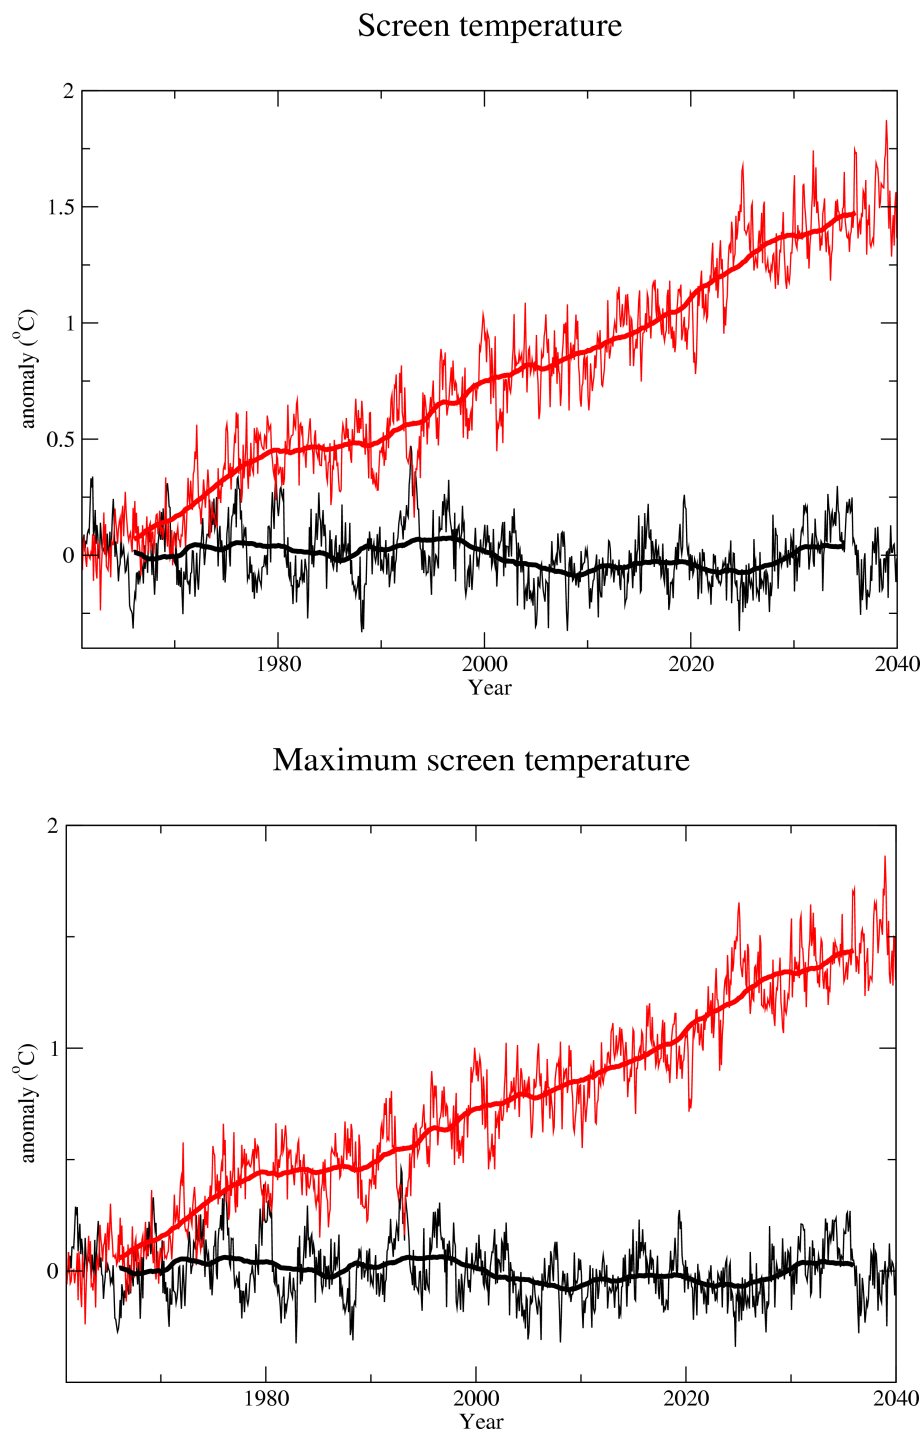 Screen temperature
2
1.5
1
0.5
0
anomaly (°C)
1980 2000 2020 2040
Year
Maximum screen temperature
2
1
0
anomaly (°C)
1980 2000 2020 2040
Year